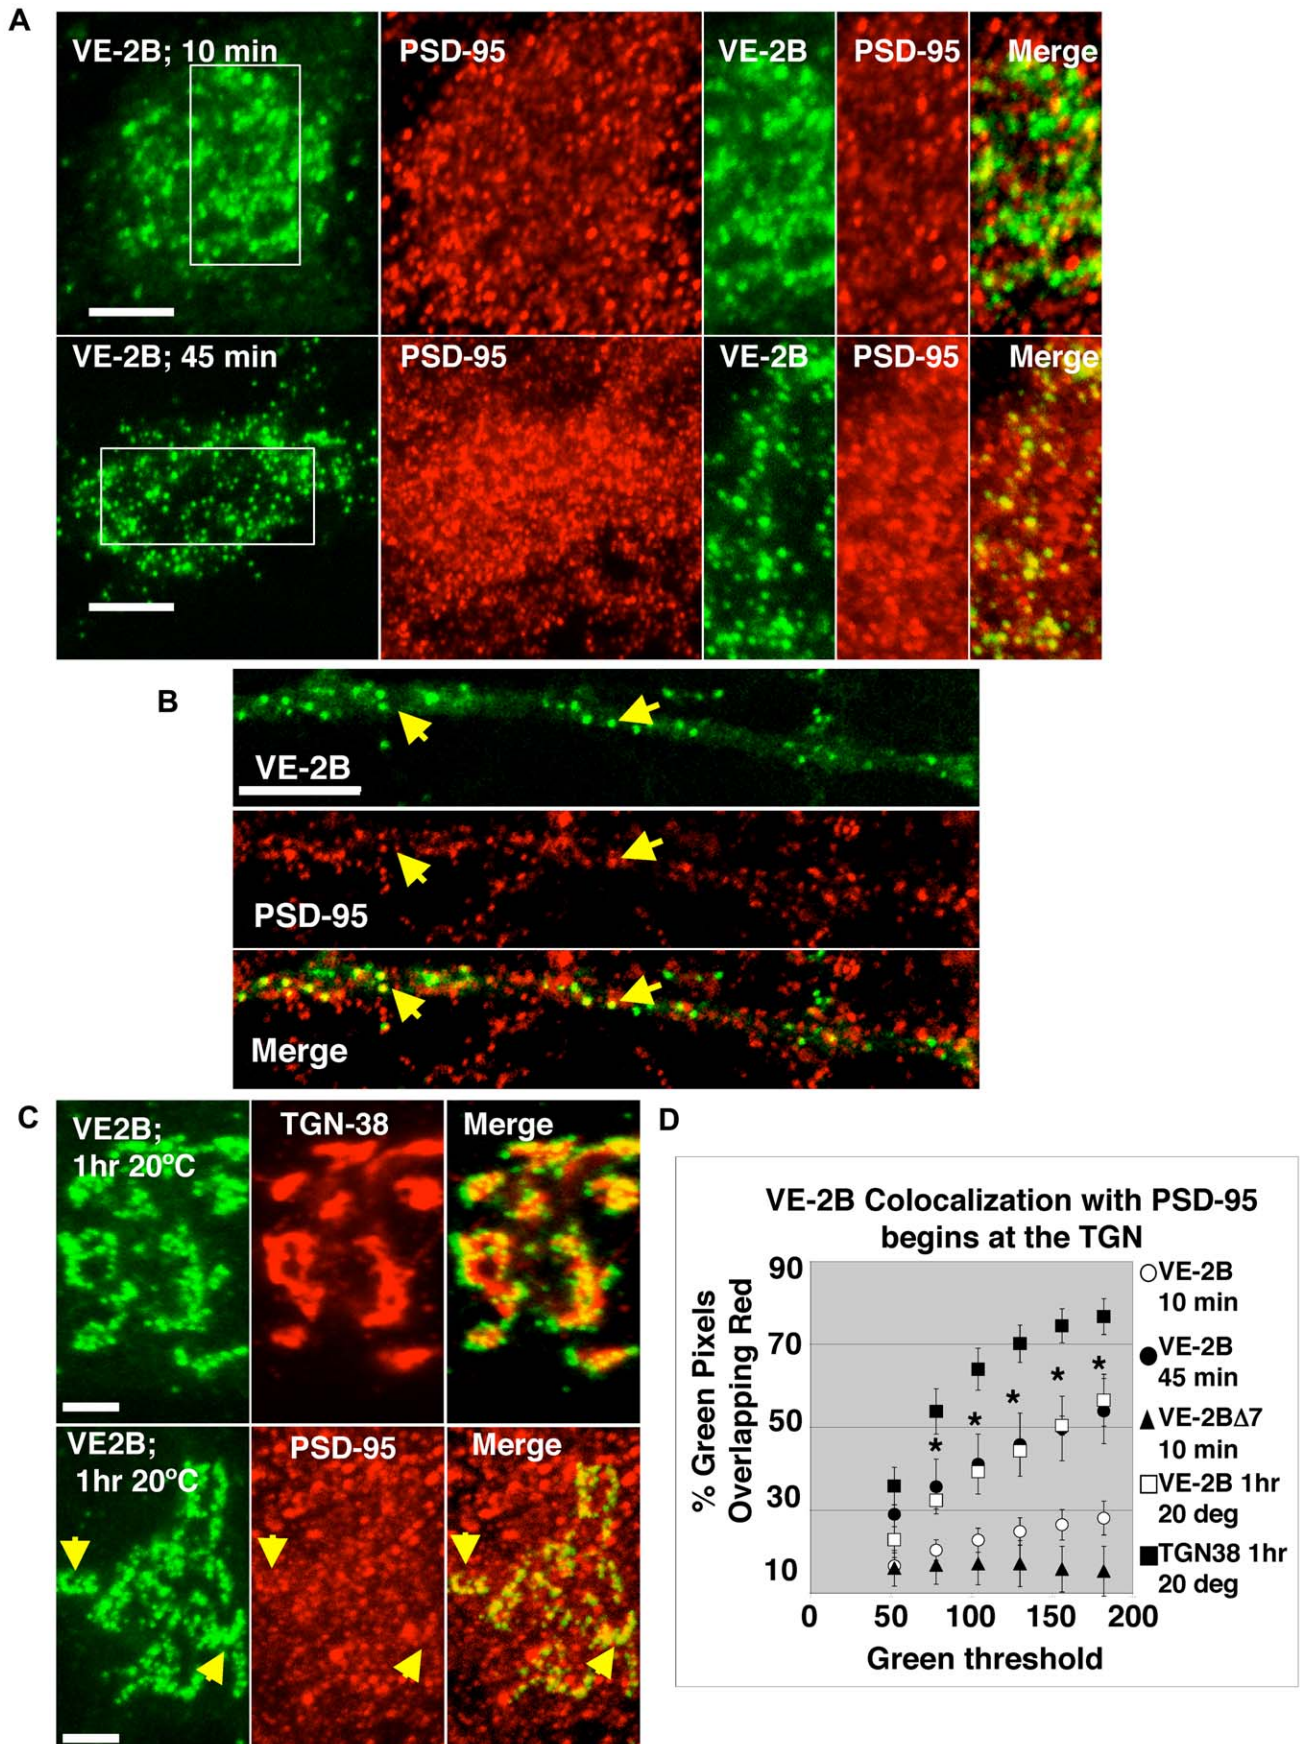 A
VE-2B; 10 min
PSD-95
VE-2B
PSD-95
Merge
VE-2B; 45 min
PSD-95
VE-2B
PSD-95
Merge
B
VE-2B
PSD-95
Merge
C
VE2B;
1hr 20ºC
TGN-38
Merge
VE2B;
1hr 20ºC
PSD-95
Merge
D
VE-2B Colocalization with PSD-95
begins at the TGN
% Green Pixels
Overlapping Red
90
70
50
30
10
*
*
*
*
*
0
50
100
150
200
Green threshold
VE-2B
10 min
VE-2B
45 min
VE-2BΔ7
10 min
VE-2B 1hr
20 deg
TGN38 1hr
20 deg